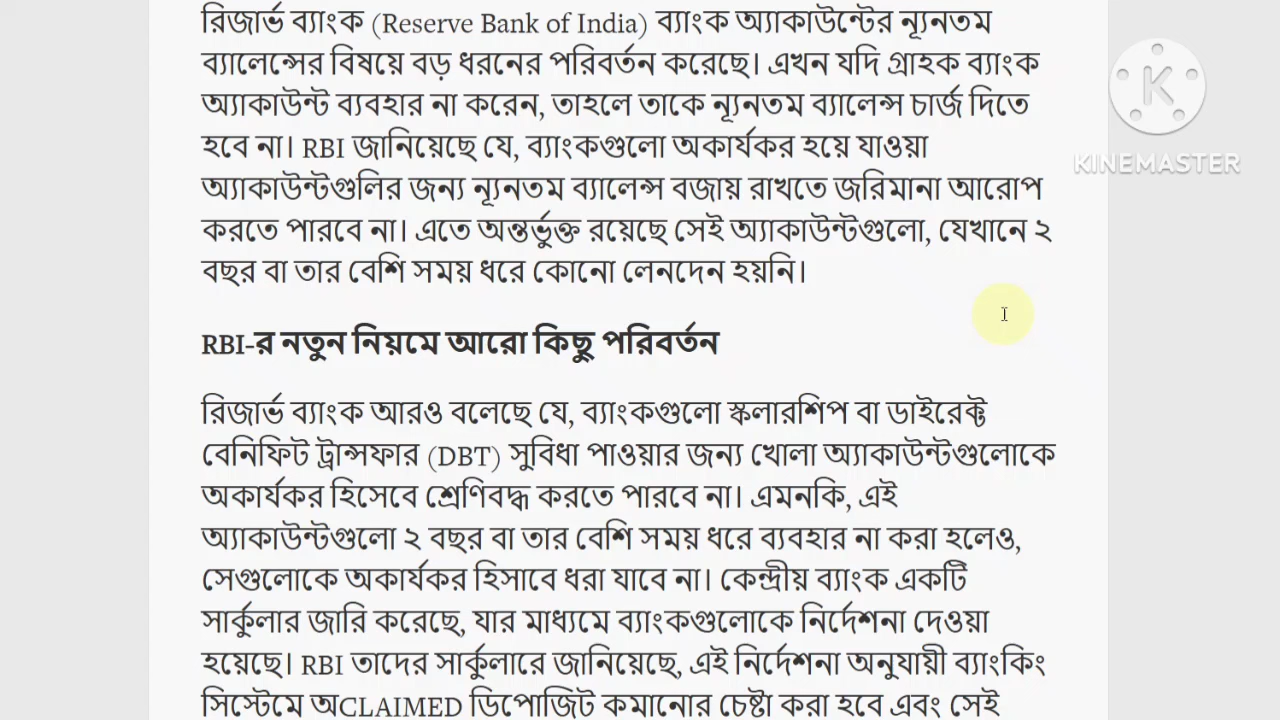 রিজার্ভ ব্যাংক (Reserve Bank of India) ব্যাংক অ্যাকাউন্টের ন্যূনতম
ব্যালেন্সের বিষয়ে বড় ধরনের পরিবর্তন করেছে। এখন যদি গ্রাহক ব্যাংক
অ্যাকাউন্ট ব্যবহার না করেন, তাহলে তাকে ন্যূনতম ব্যালেন্স চার্জ দিতে
হবে না। RBI জানিয়েছে যে, ব্যাংকগুলো অকার্যকর হয়ে যাওয়া
অ্যাকাউন্টগুলির জন্য ন্যূনতম ব্যালেন্স বজায় রাখতে জরিমানা আরোপ
করতে পারবে না। এতে অন্তর্ভুক্ত রয়েছে সেই অ্যাকাউন্টগুলো, যেখানে ২
বছর বা তার বেশি সময় ধরে কোনো লেনদেন হয়নি।
RBI-র নতুন নিয়মে আরো কিছু পরিবর্তন
রিজার্ভ ব্যাংক আরও বলেছে যে, ব্যাংকগুলো স্কলারশিপ বা ডাইরেক্ট
বেনিফিট ট্রান্সফার (DBT) সুবিধা পাওয়ার জন্য খোলা অ্যাকাউন্টগুলোকে
অকার্যকর হিসেবে শ্রেণিবদ্ধ করতে পারবে না। এমনকি, এই
অ্যাকাউন্টগুলো ২ বছর বা তার বেশি সময় ধরে ব্যবহার না করা হলেও,
সেগুলোকে অকার্যকর হিসাবে ধরা যাবে না। কেন্দ্রীয় ব্যাংক একটি
সার্কুলার জারি করেছে, যার মাধ্যমে ব্যাংকগুলোকে নির্দেশনা দেওয়া
হয়েছে। RBI তাদের সার্কুলারে জানিয়েছে, এই নির্দেশনা অনুযায়ী ব্যাংকিং
সিস্টেমে অCLAIMED ডিপোজিট কমানোর চেষ্টা করা হবে এবং সেই
K
KINEMASTER